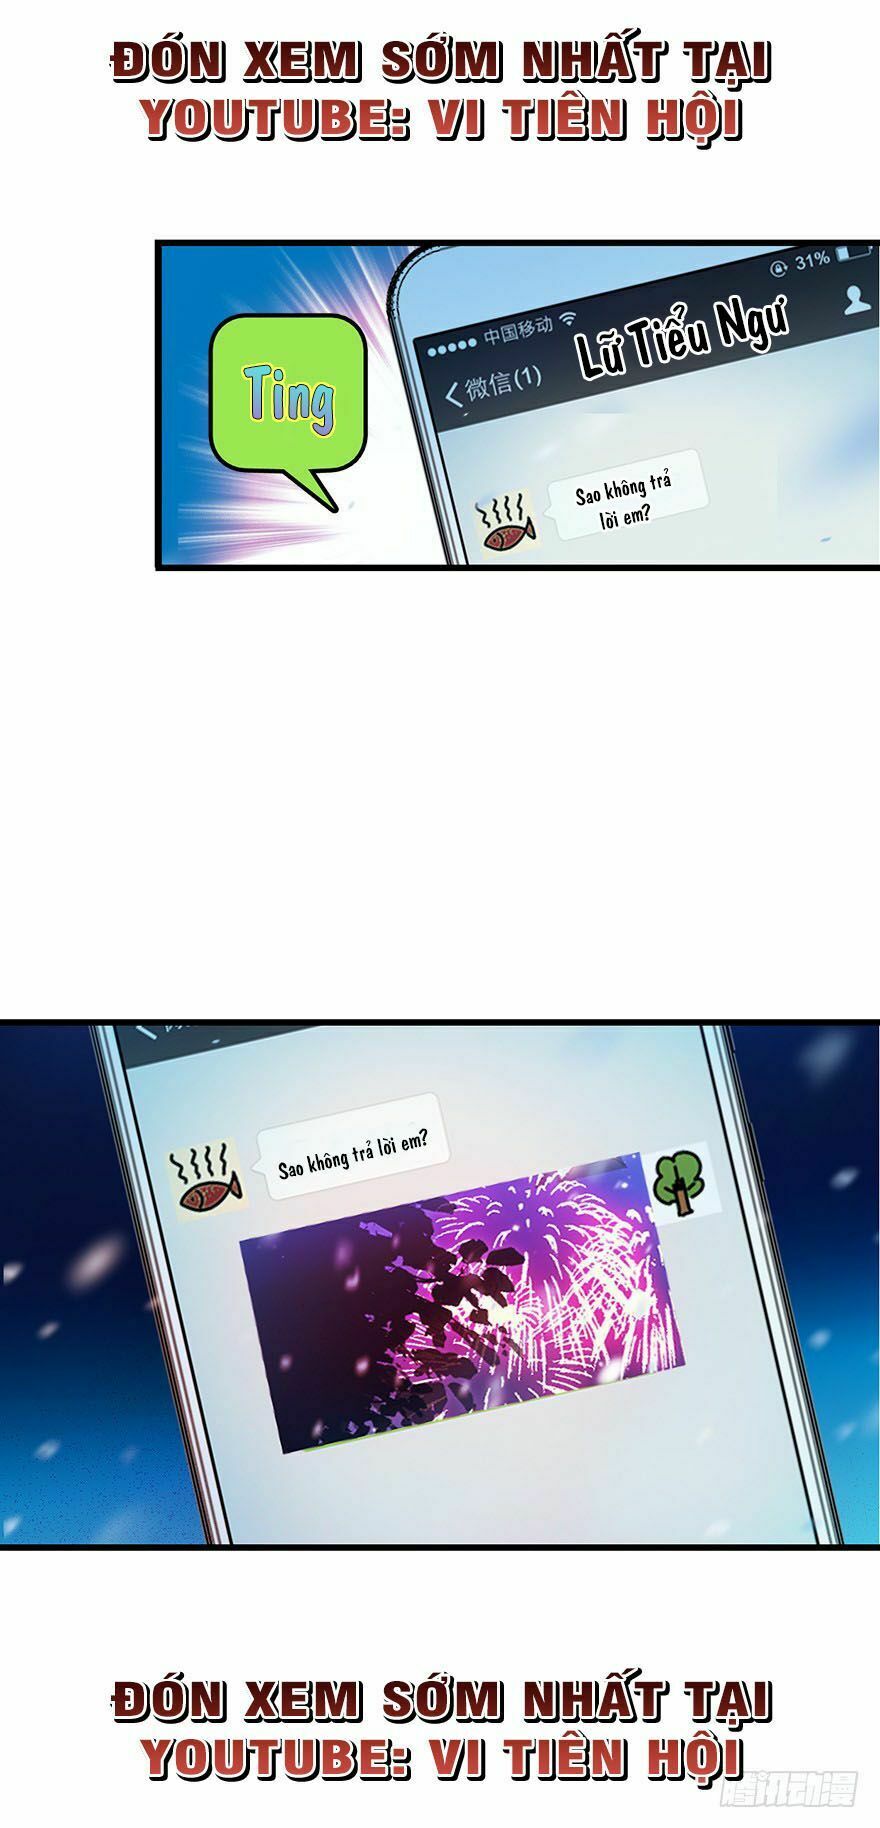 ĐÓN XEM SỚM NHẤT TẠI
YOUTUBE: VI TIÊN HỘI
中国移动
31%
微信(1)
Lữ Tiểu Ngư
Ting
Sao không trả
lời em?
Sao không trả lời em?
ĐÓN XEM SỚM NHẤT TẠI
YOUTUBE: VI TIÊN HỘI
腾讯动漫